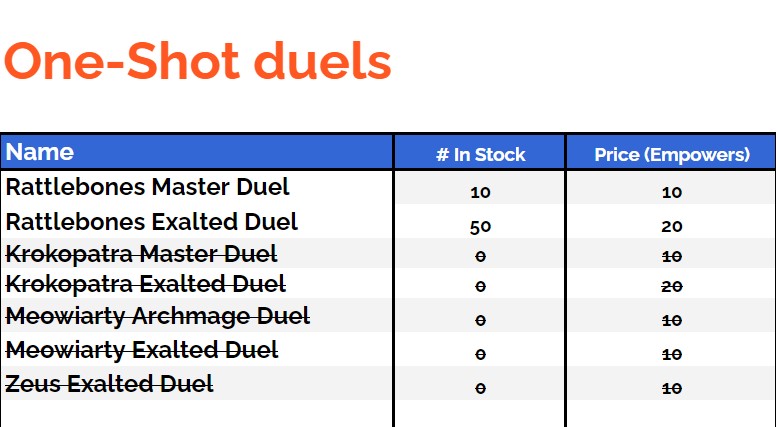 One-Shot duels
Name # In Stock Price (Empowers)
Rattlebones Master Duel 10 10
Rattlebones Exalted Duel 50 20
Krokopatra Master Duel 0 10
Krokopatra Exalted Duel 0 20
Meowiarty Archmage Duel 0 10
Meowiarty Exalted Duel 0 10
Zeus Exalted Duel 0 10